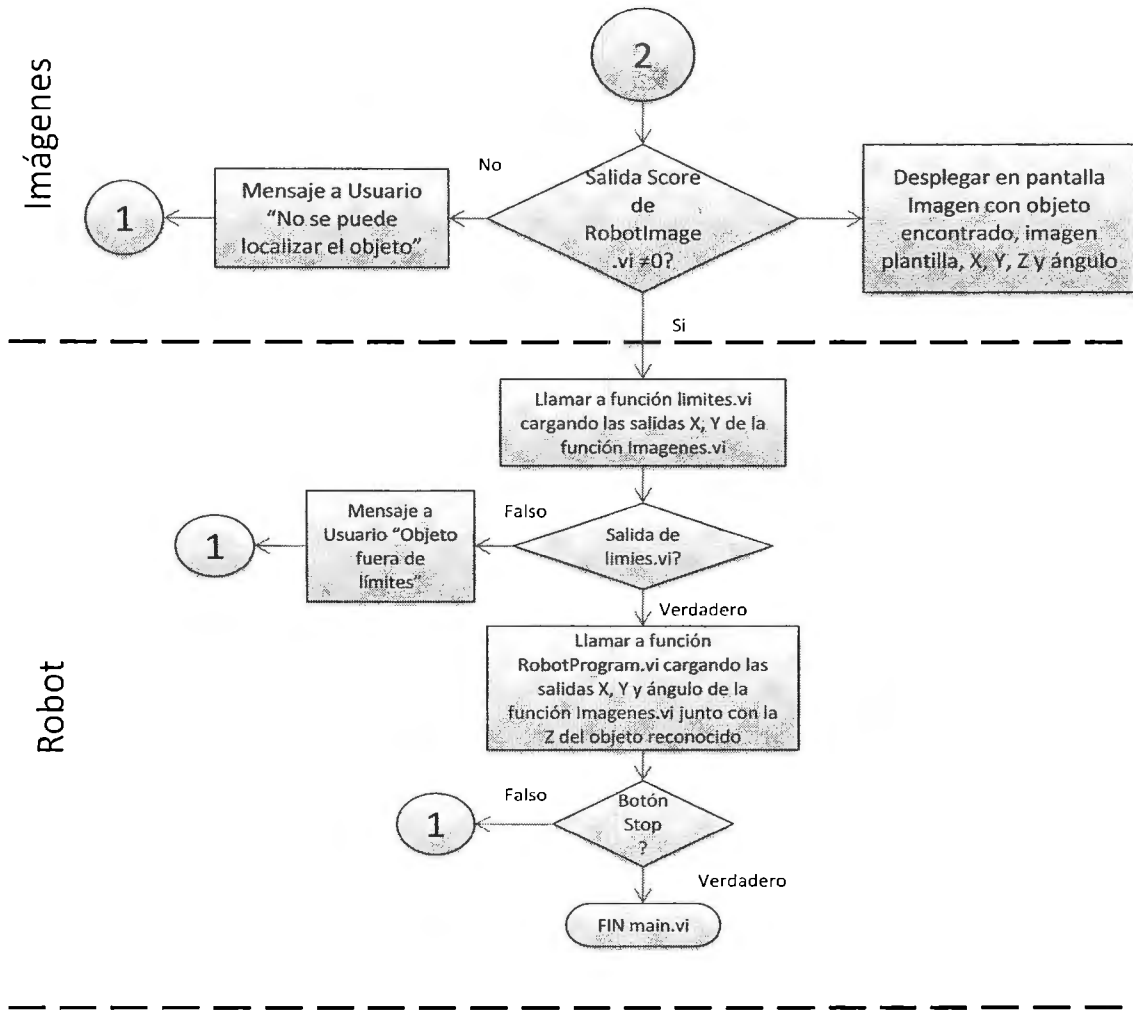 Imágenes
2
No
Salida Score
de
RobotImage
.vi ≠0?
Mensaje a Usuario
“No se puede
localizar el objeto”
1
Desplegar en pantalla
Imagen con objeto
encontrado, imagen
plantilla, X, Y, Z y ángulo
Si
Robot
Llamar a función limites.vi
cargando las salidas X, Y de la
función Imagenes.vi
Falso
Salida de
limies.vi?
Mensaje a
Usuario “Objeto
fuera de
límites”
1
Verdadero
Llamar a función
RobotProgram.vi cargando las
salidas X, Y y ángulo de la
función Imagenes.vi junto con la
Z del objeto reconocido
Falso
Botón
Stop
?
1
Verdadero
FIN main.vi